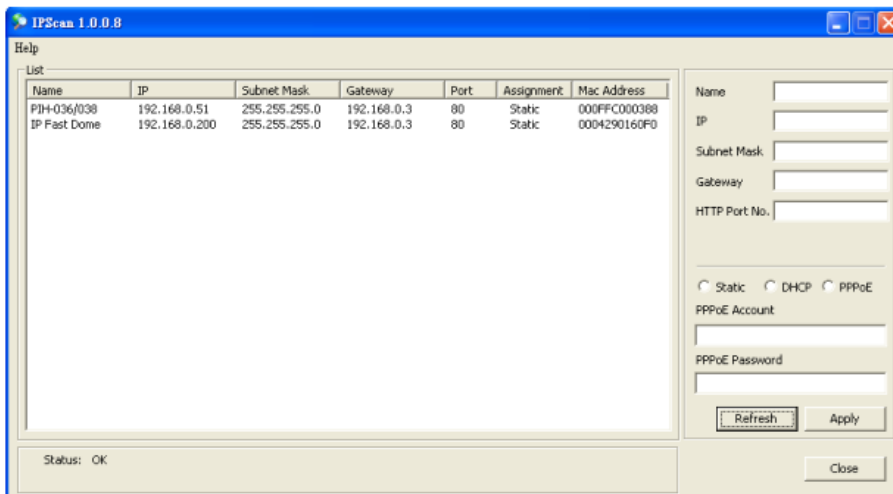 IPScan 1.0.0.8
Help
List
Name IP Subnet Mask Gateway Port Assignment Mac Address
PIH-036/038 192.168.0.51 255.255.255.0 192.168.0.3 80 Static 000FFC000388
IP Fast Dome 192.168.0.200 255.255.255.0 192.168.0.3 80 Static 0004290160F0
Name
IP
Subnet Mask
Gateway
HTTP Port No.
Static DHCP PPPoE
PPPoE Account
PPPoE Password
Refresh Apply
Status: OK
Close